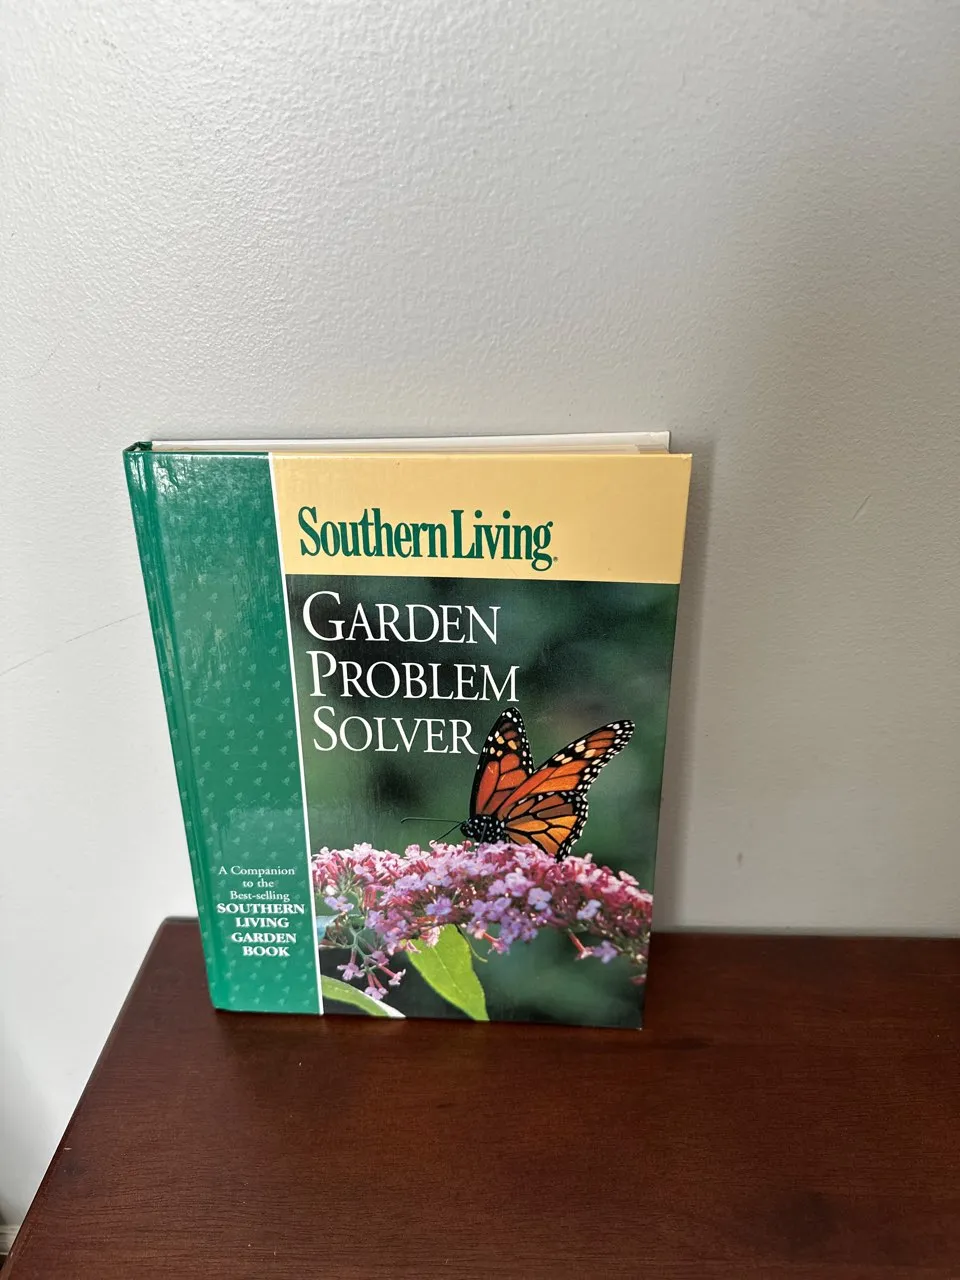 Southern Living®
GARDEN
PROBLEM
SOLVER
A Companion
to the
Best-selling
SOUTHERN
LIVING
GARDEN
BOOK